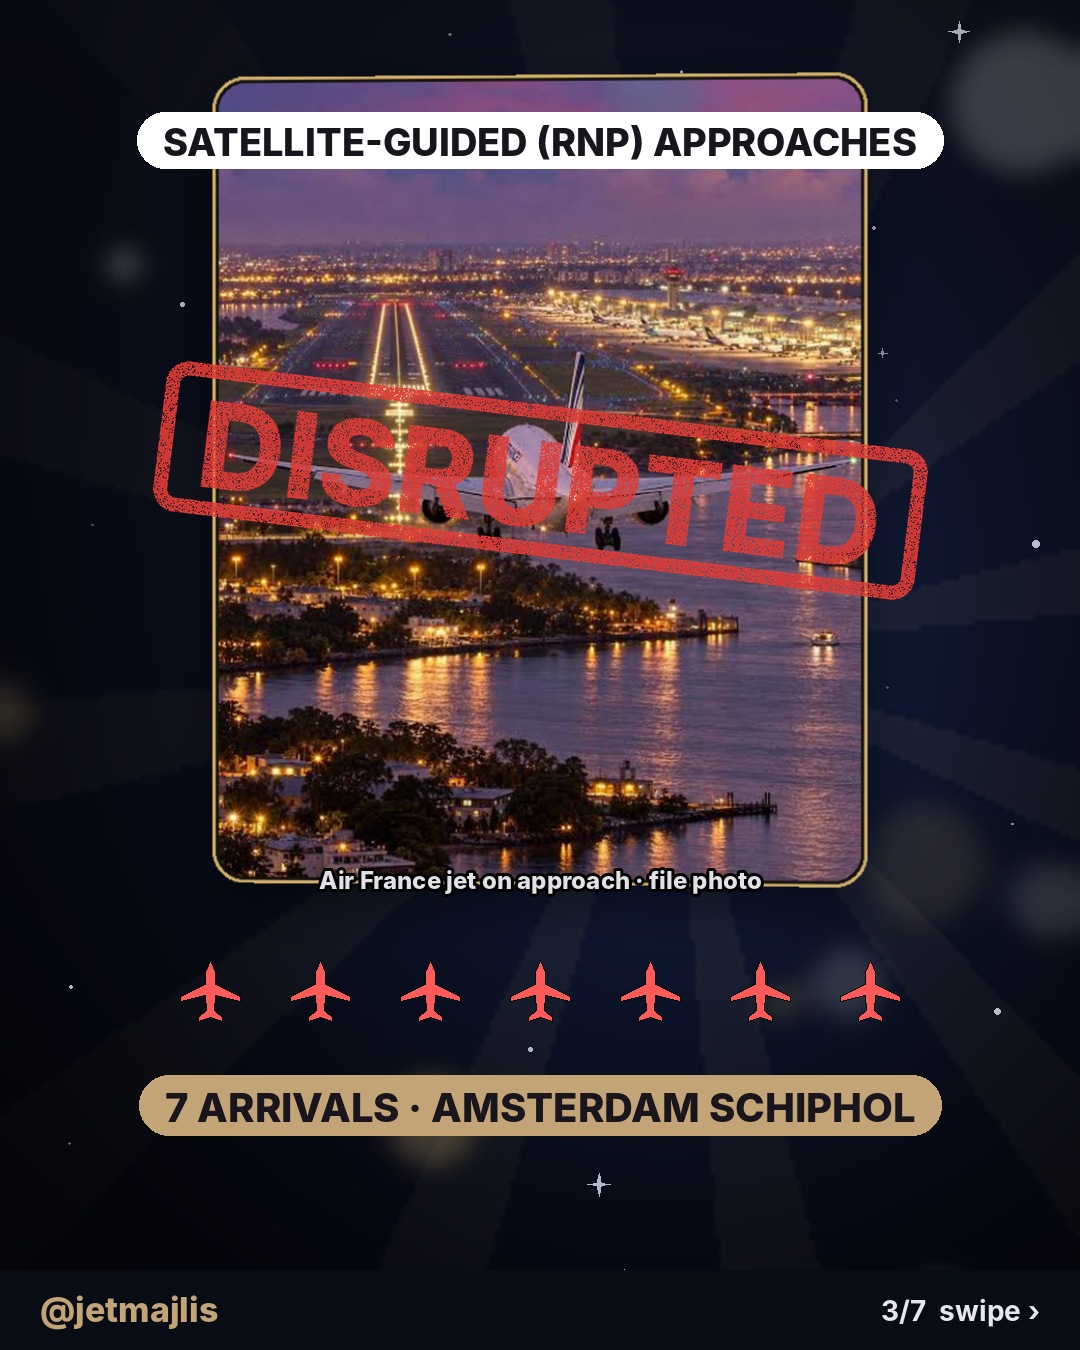 SATELLITE-GUIDED (RNP) APPROACHES
DISRUPTED
Air France jet on approach · file photo
7 ARRIVALS · AMSTERDAM SCHIPHOL
@jetmajlis
3/7 swipe ›